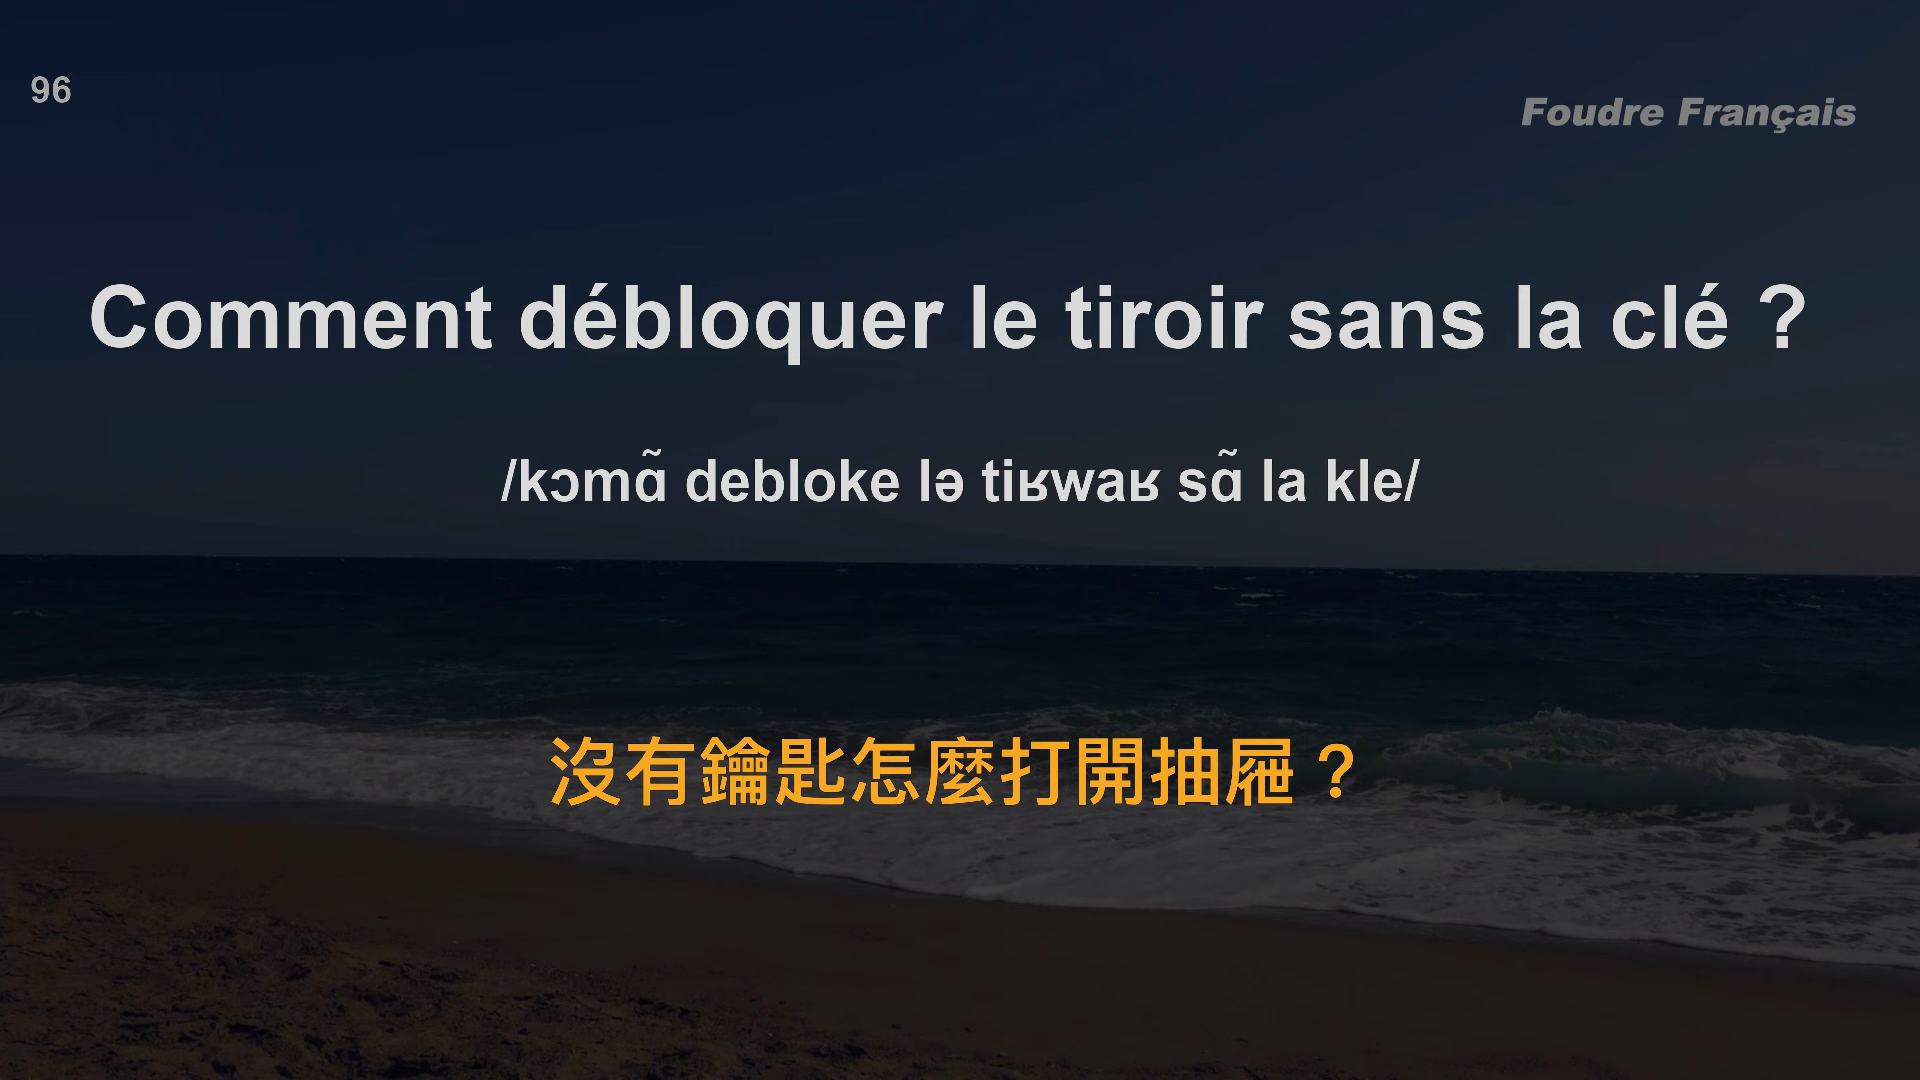 96
Foudre Français
Comment débloquer le tiroir sans la clé ?
/kɔmɑ̃ debloke lə tiʁwaʁ sɑ̃ la kle/
沒有鑰匙怎麼打開抽屜？